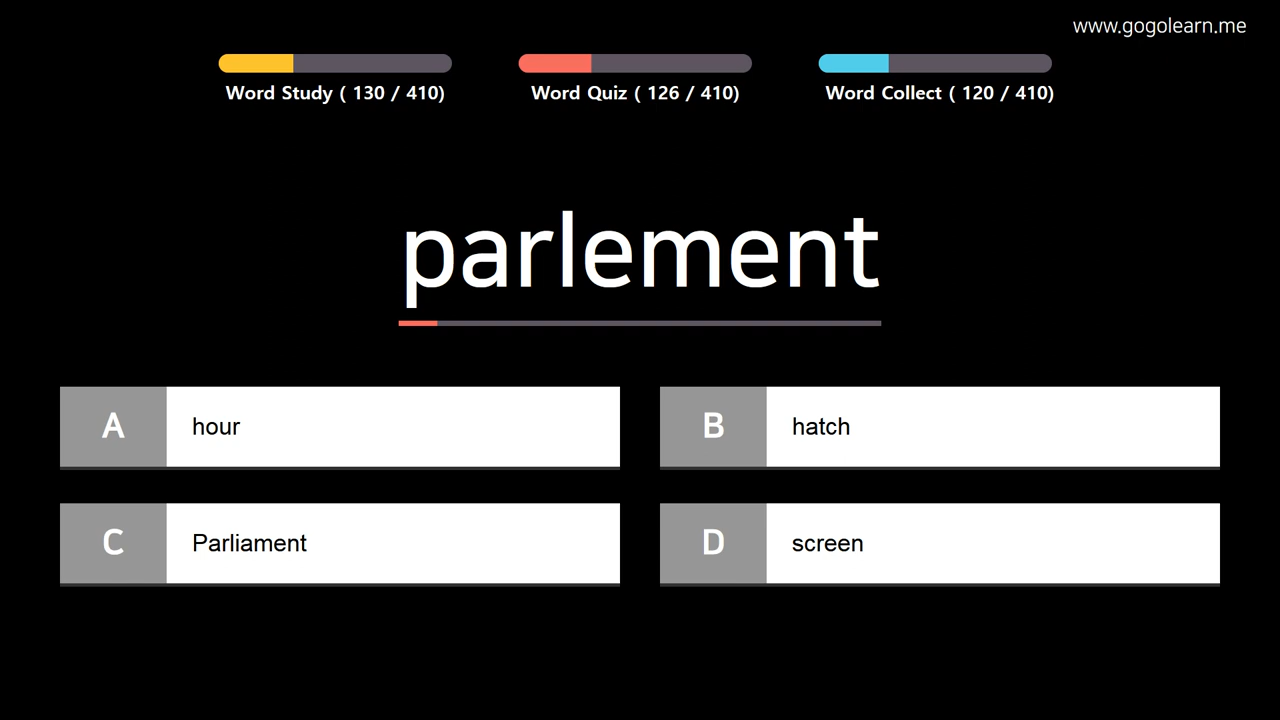 www.gogolearn.me
Word Study ( 130 / 410)
Word Quiz ( 126 / 410)
Word Collect ( 120 / 410)
parlement
A hour
B hatch
C Parliament
D screen